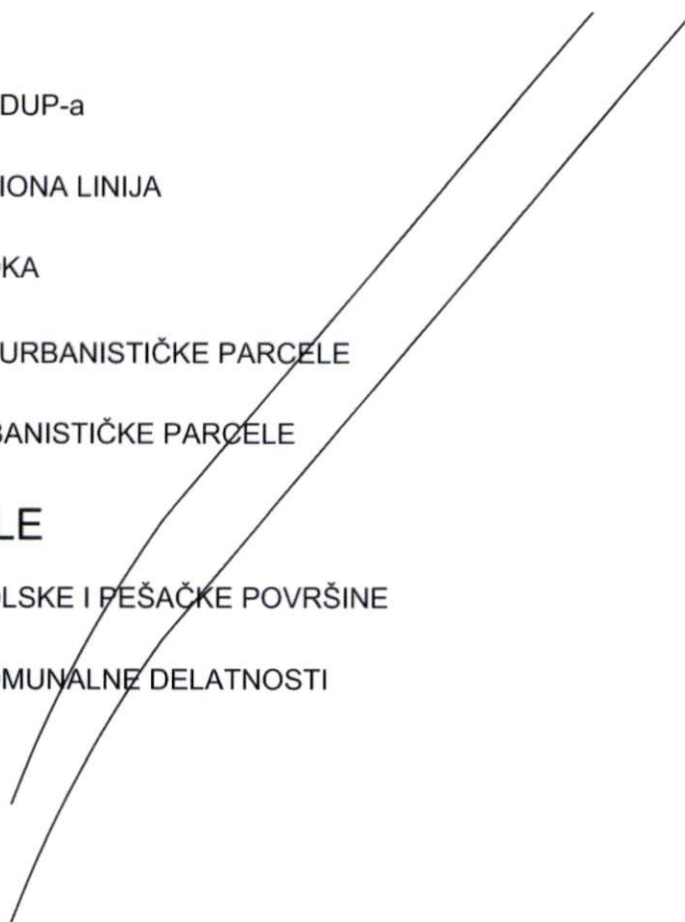 DUP-a
IONA LINIJA
KA
URBANISTIČKE PARCELE
BANISTIČKE PARCELE
LE
LSKE I PEŠAČKE POVRŠINE
MUNALNE DELATNOSTI